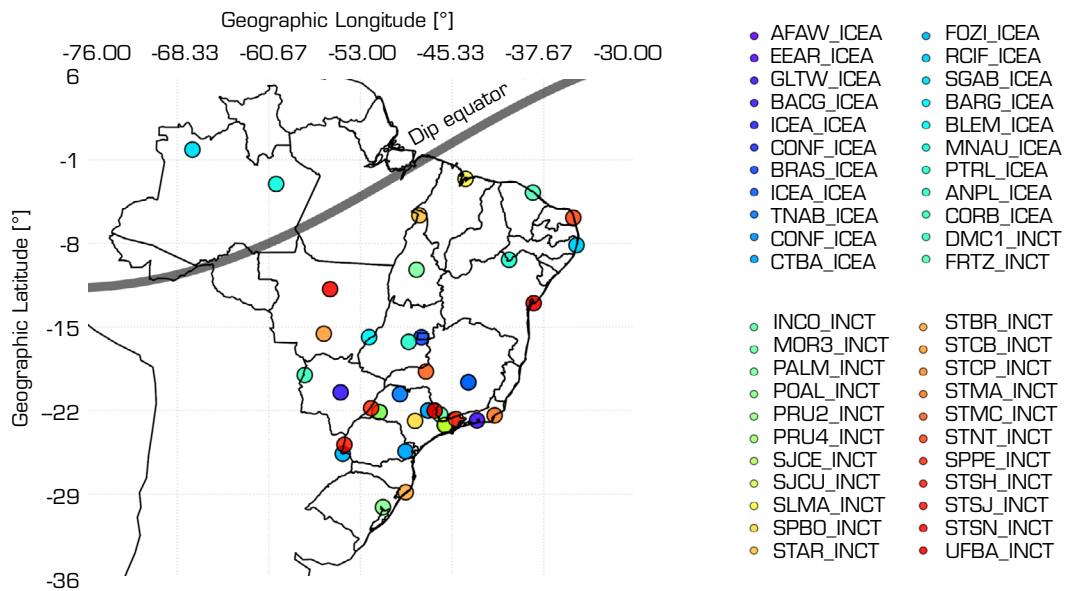 Geographic Longitude [°]
-76.00 -68.33 -60.67 -53.00 -45.33 -37.67 -30.00
6
-1
-8
-15
-22
-29
-36
Geographic Latitude [°]
Dip equator
AFAW_ICEA
EEAR_ICEA
GLTW_ICEA
BACG_ICEA
ICEA_ICEA
CONF_ICEA
BRAS_ICEA
ICEA_ICEA
TNAB_ICEA
CONF_ICEA
CTBA_ICEA
FOZI_ICEA
RCIF_ICEA
SGAB_ICEA
BARG_ICEA
BLEM_ICEA
MNAU_ICEA
PTRL_ICEA
ANPL_ICEA
CORB_ICEA
DMC1_INCT
FRTZ_INCT
INCO_INCT
MOR3_INCT
PALM_INCT
POAL_INCT
PRU2_INCT
PRU4_INCT
SJCE_INCT
SJCU_INCT
SLMA_INCT
SPBO_INCT
STAR_INCT
STBR_INCT
STCB_INCT
STCP_INCT
STMA_INCT
STMC_INCT
STNT_INCT
SPPE_INCT
STSH_INCT
STSJ_INCT
STSN_INCT
UFBA_INCT